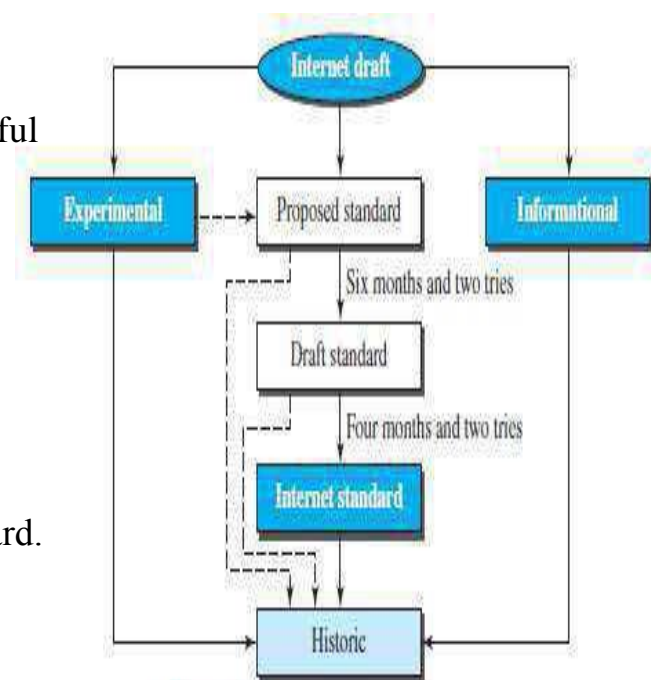 Internet draft
ful
Experimental
Proposed standard
Informational
Six months and two tries
Draft standard
Four months and two tries
Internet standard
ard.
Historic